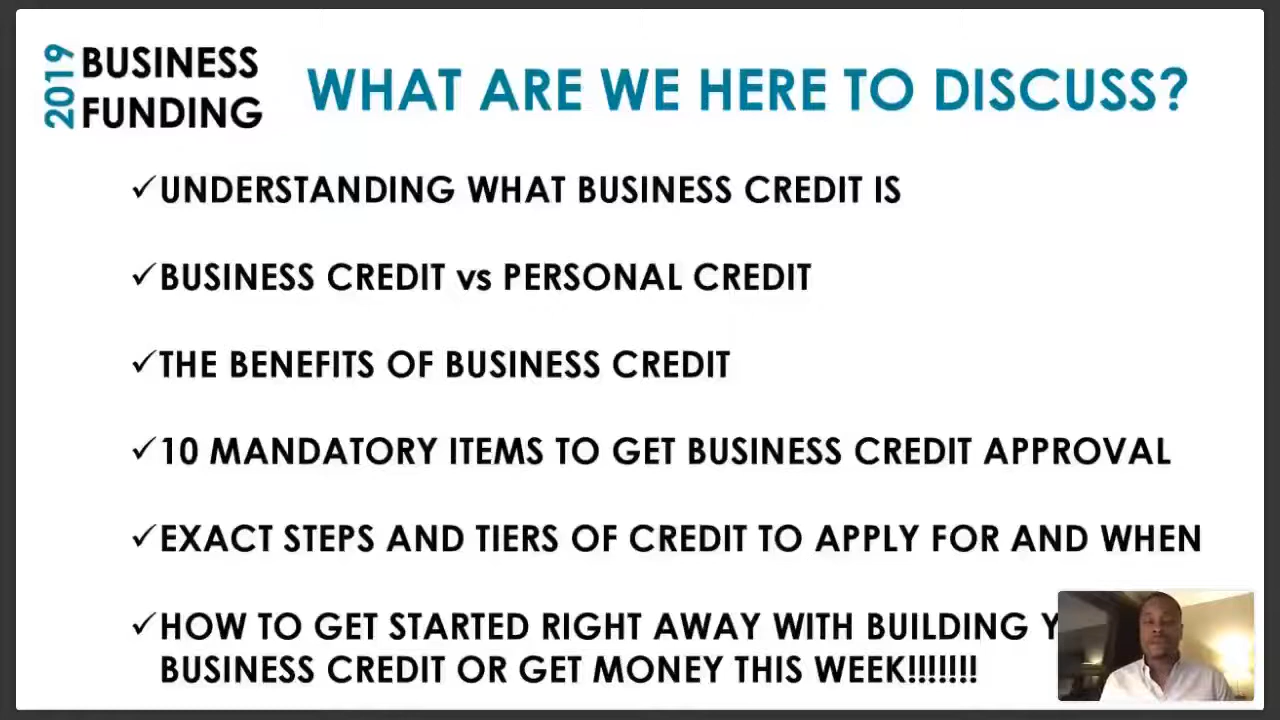 2019
BUSINESS
FUNDING
WHAT ARE WE HERE TO DISCUSS?
✓UNDERSTANDING WHAT BUSINESS CREDIT IS
✓BUSINESS CREDIT vs PERSONAL CREDIT
✓THE BENEFITS OF BUSINESS CREDIT
✓10 MANDATORY ITEMS TO GET BUSINESS CREDIT APPROVAL
✓EXACT STEPS AND TIERS OF CREDIT TO APPLY FOR AND WHEN
✓HOW TO GET STARTED RIGHT AWAY WITH BUILDING
BUSINESS CREDIT OR GET MONEY THIS WEEK!!!!!!!